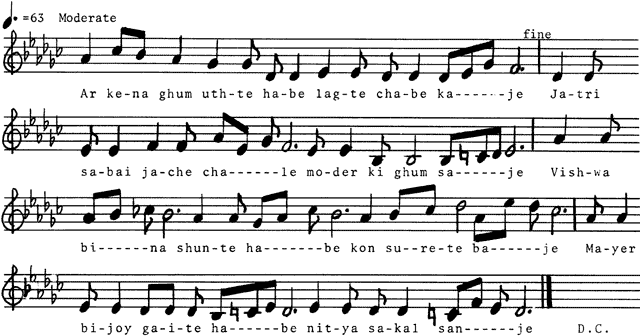 ♩.=63 Moderate
fine
Ar ke-na ghum uth-te ha-be lag-te cha-be ka------je Ja-tri
sa-bai ja-che cha------le mo-der ki ghum sa------je Vish-wa
bi------na shun-te ha-------be kon su--re-te ba------je Mayer
bi-joy ga-i-te ha------be nit-ya sa-kal san----je D.C.